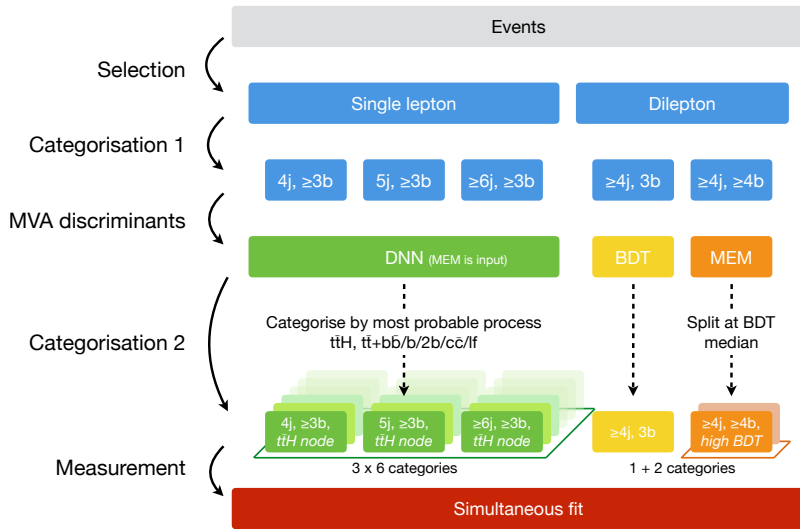 Events
Selection
Single lepton
Dilepton
Categorisation 1
4j, ≥3b
5j, ≥3b
≥6j, ≥3b
≥4j, 3b
≥4j, ≥4b
MVA discriminants
DNN (MEM is input)
BDT
MEM
Categorise by most probable process
tt̄H, tt̄+bb̄/b/2b/cc̄/lf
Split at BDT
median
Categorisation 2
4j, ≥3b,
tt̄H node
5j, ≥3b,
tt̄H node
≥6j, ≥3b,
tt̄H node
≥4j, 3b
≥4j, ≥4b,
high BDT
3 x 6 categories
1 + 2 categories
Measurement
Simultaneous fit